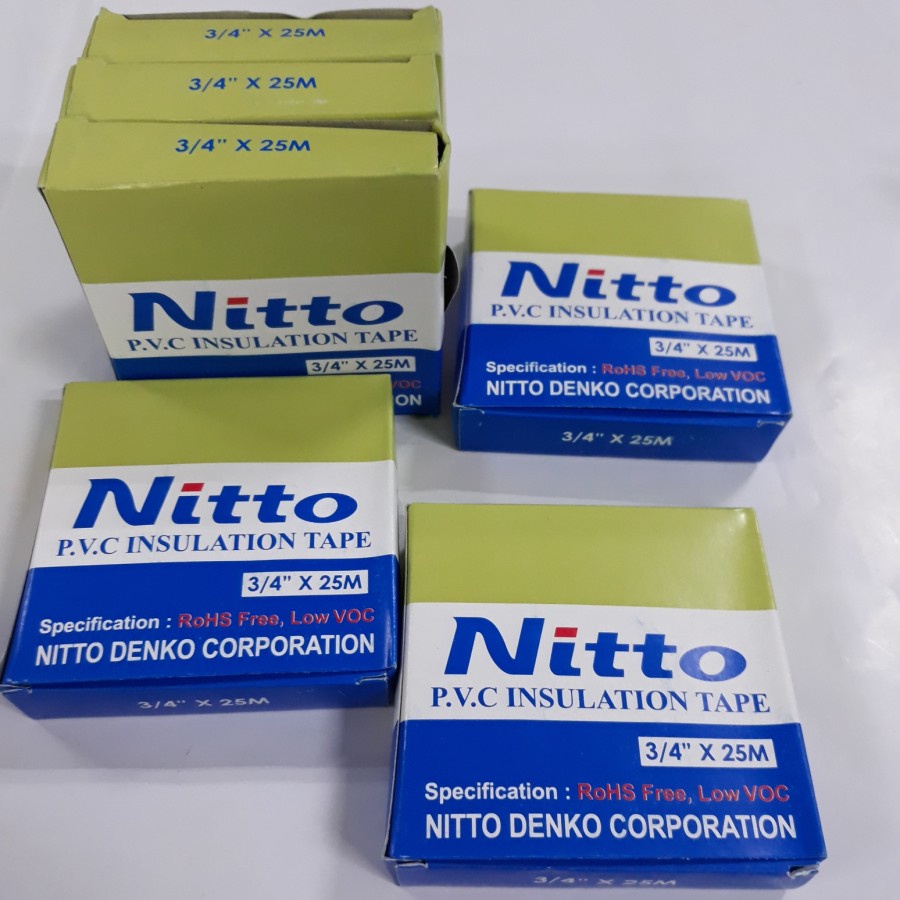 3/4" X 25M
3/4" X 25M
3/4" X 25M
Nitto
P.V.C INSULATION TAPE
3/4" X 25M
VOC
ION
Nitto
P.V.C INSULATION TAPE
3/4" X 25M
Specification : RoHS Free, Low VOC
NITTO DENKO CORPORATION
3/4" X 25M
Nitto
P.V.C INSULATION TAPE
3/4" X 25M
Specification : RoHS Free, Low VOC
NITTO DENKO CORPORATION
3/4" X 25M
Nitto
P.V.C INSULATION TAPE
3/4" X 25M
Specification : RoHS Free, Low VOC
NITTO DENKO CORPORATION
3/4" X 25M